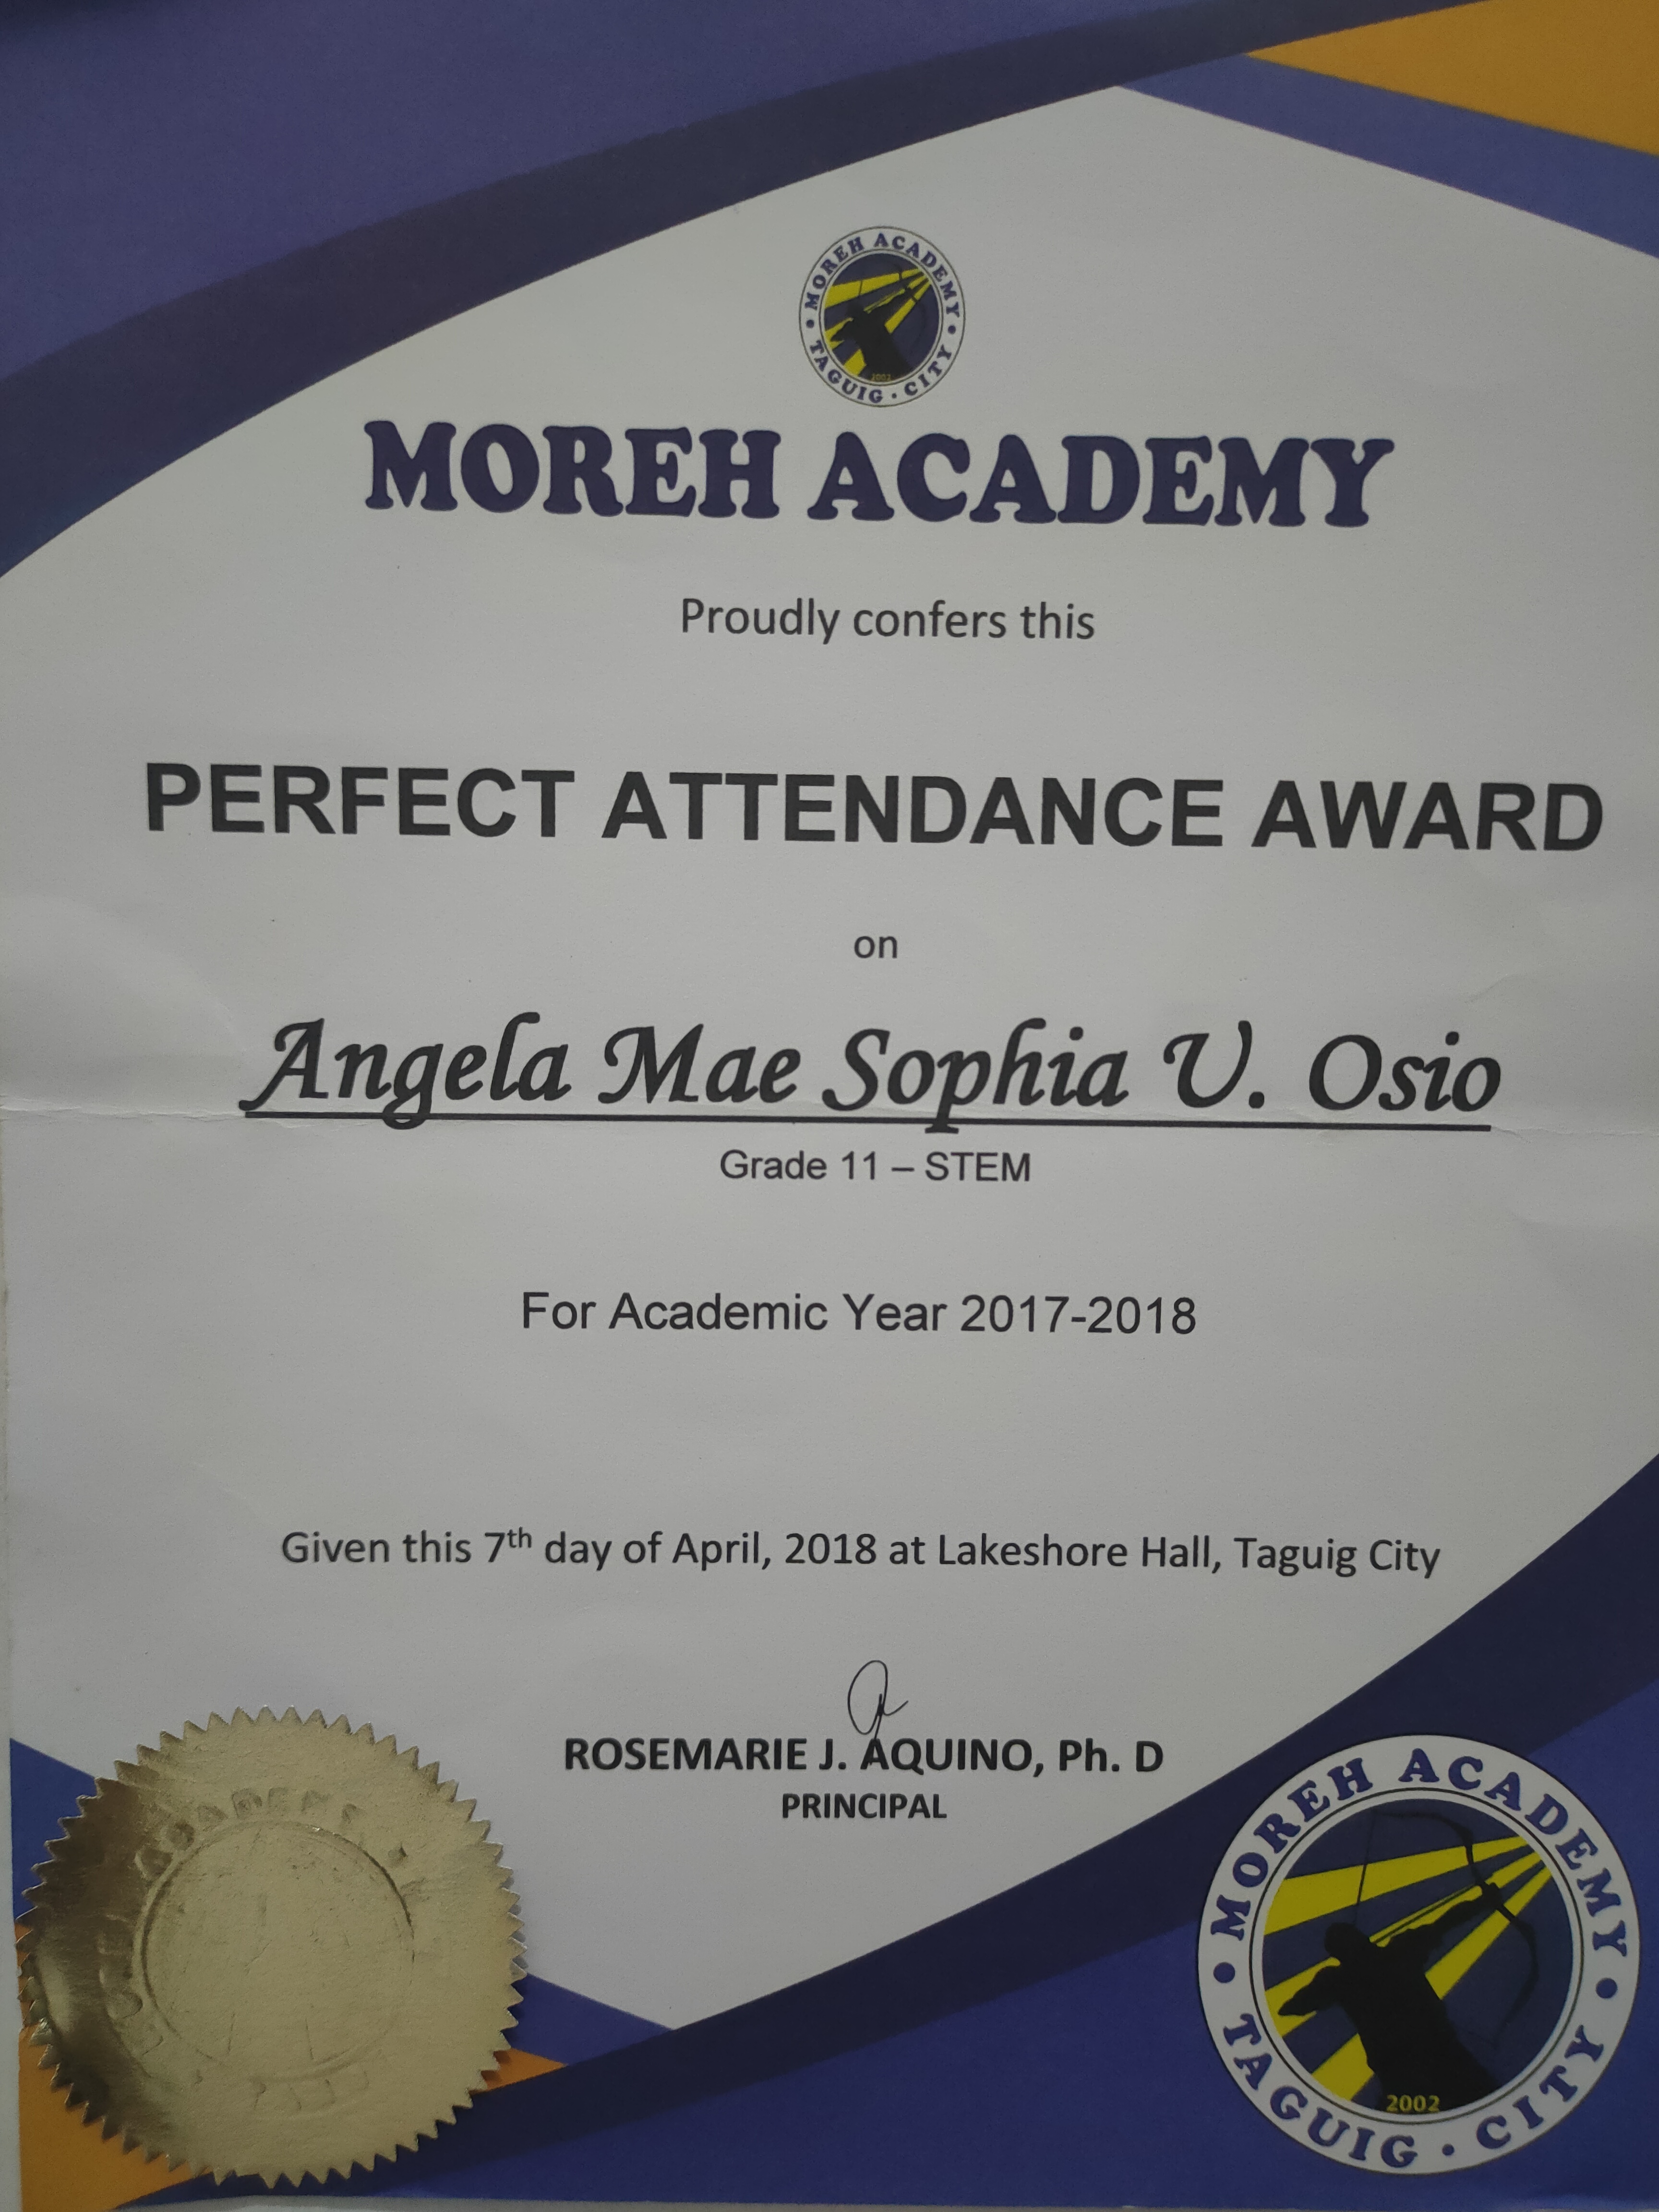 MOREH ACADEMY
TAGUIG · CITY
2002
MOREH ACADEMY
Proudly confers this
PERFECT ATTENDANCE AWARD
on
Angela Mae Sophia V. Osio
Grade 11 – STEM
For Academic Year 2017-2018
Given this 7th day of April, 2018 at Lakeshore Hall, Taguig City
ROSEMARIE J. AQUINO, Ph. D
PRINCIPAL
ACADEMY
MOREH ACADEMY
TAGUIG · CITY
2002